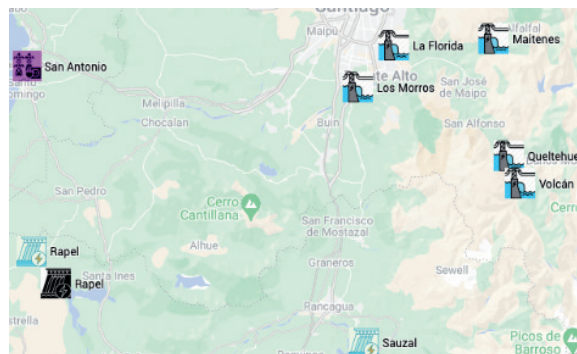 Santiago
Maipú
La Florida
Maitenes
San Antonio
Los Morros
Melipilla
San José
de Maipo
Chocalan
Buin
San Alfonso
Queltehue
Volcán
San Pedro
Cerro
Cantillana
San Francisco
de Mostazal
Alhue
Rapel
Rapel
Santa Ines
Graneros
Sewell
Rancagua
Sauzal
Picos de
Barroso